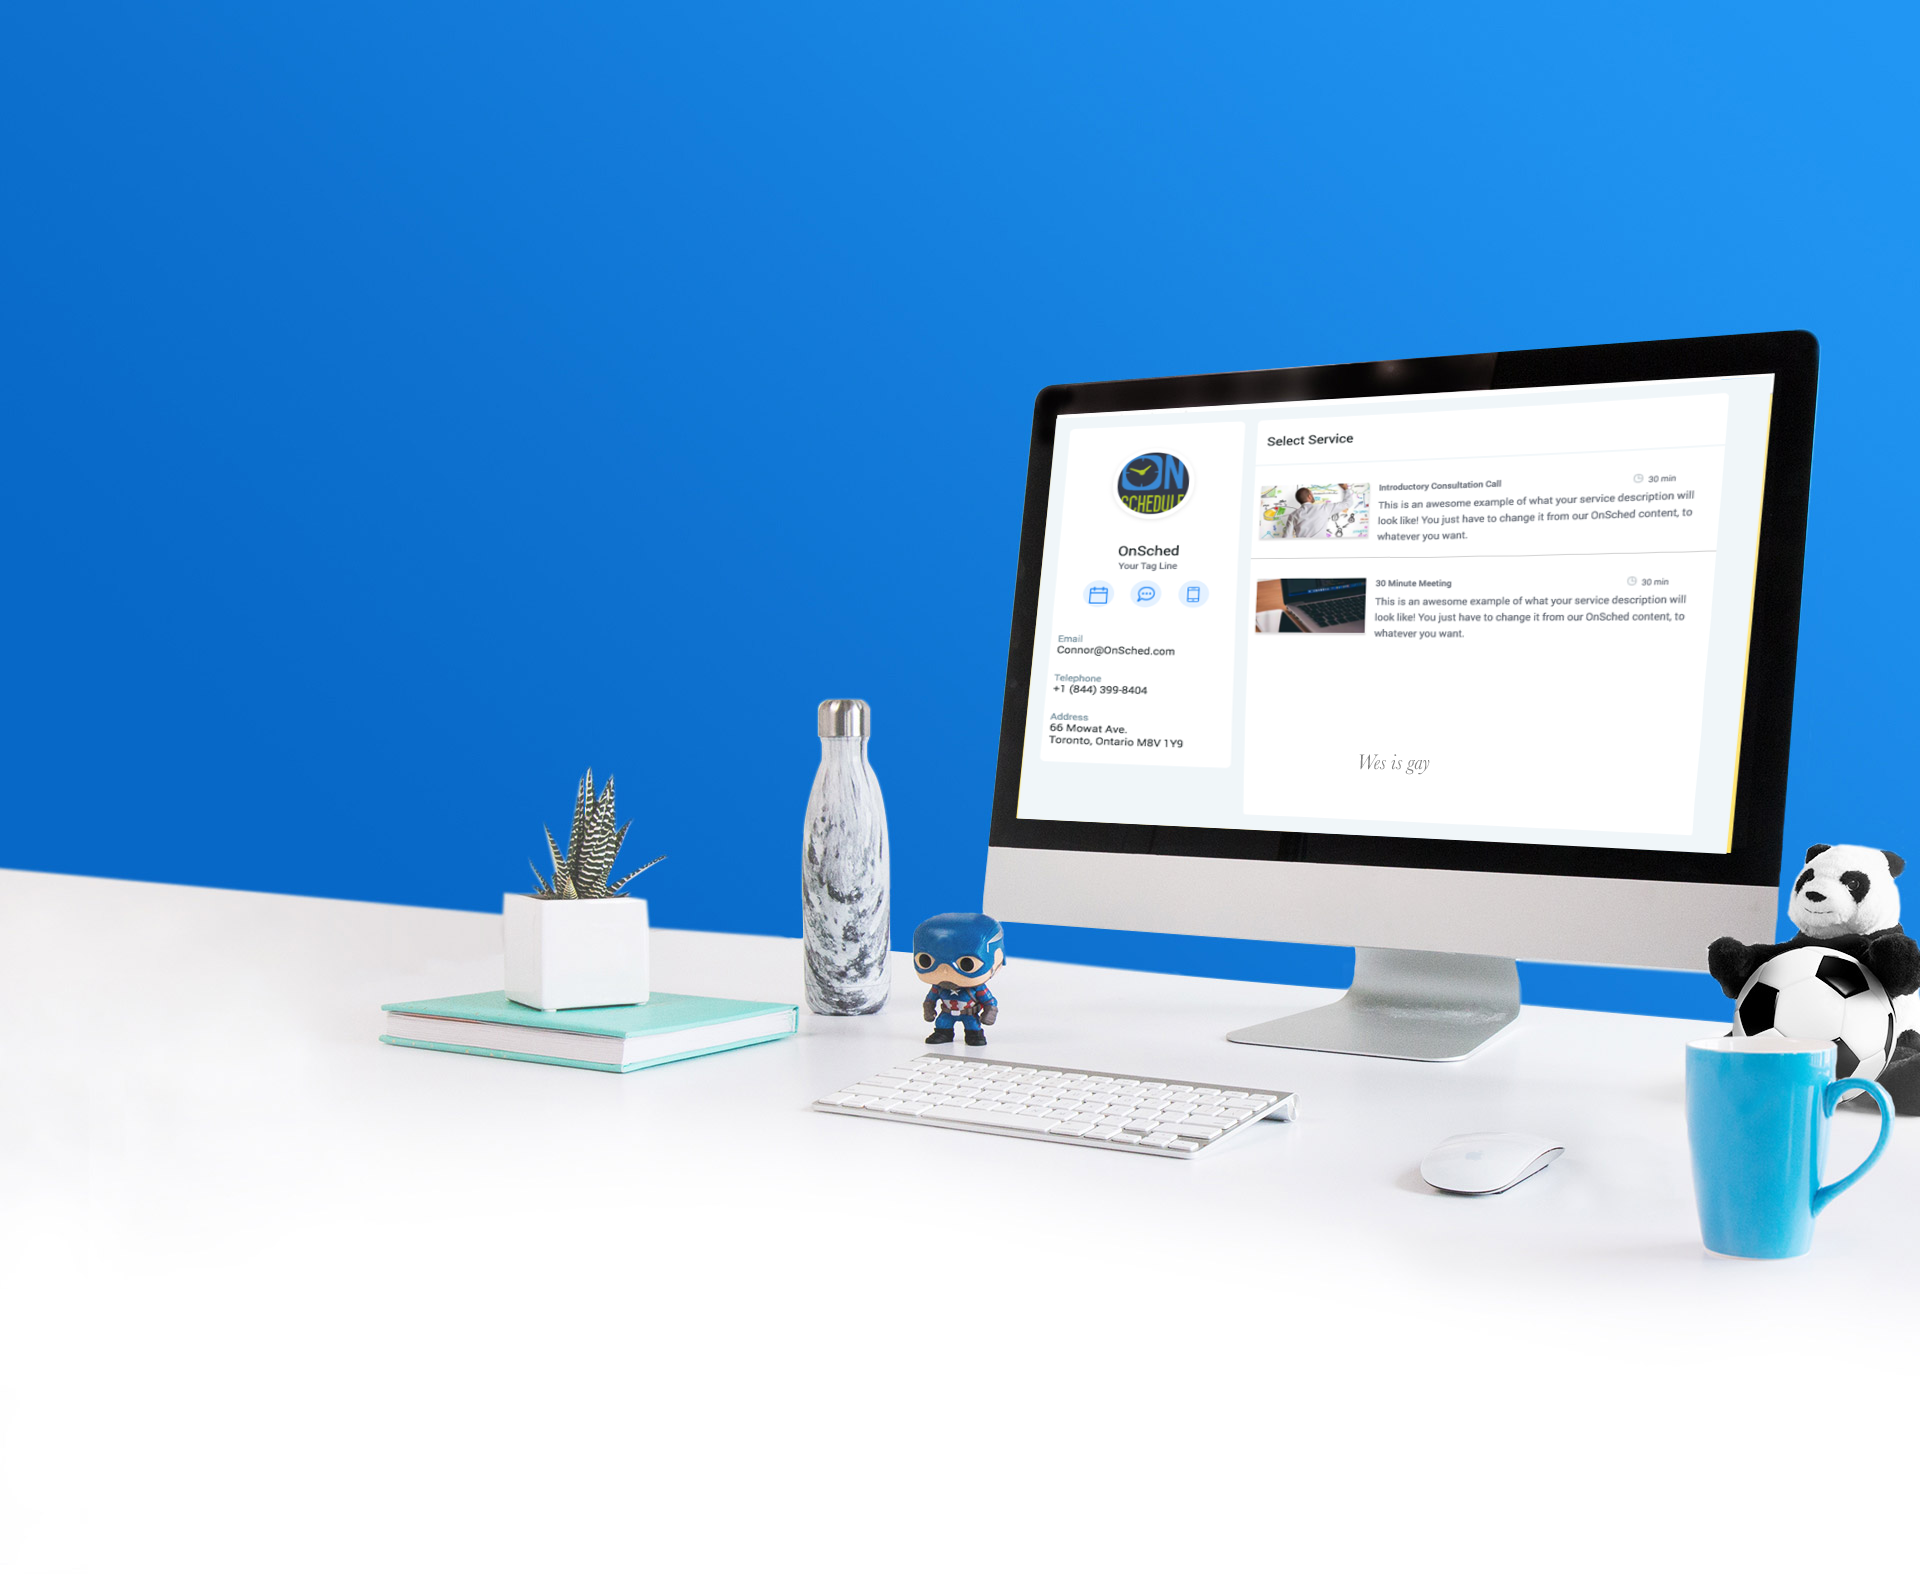 ON
SCHEDULE
OnSched
Your Tag Line
Email
Connor@OnSched.com
Telephone
+1 (844) 399-8404
Address
66 Mowat Ave.
Toronto, Ontario M8V 1Y9
Select Service
Introductory Consultation Call
30 min
This is an awesome example of what your service description will
look like! You just have to change it from our OnSched content, to
whatever you want.
30 Minute Meeting
30 min
This is an awesome example of what your service description will
look like! You just have to change it from our OnSched content, to
whatever you want.
Wes is gay